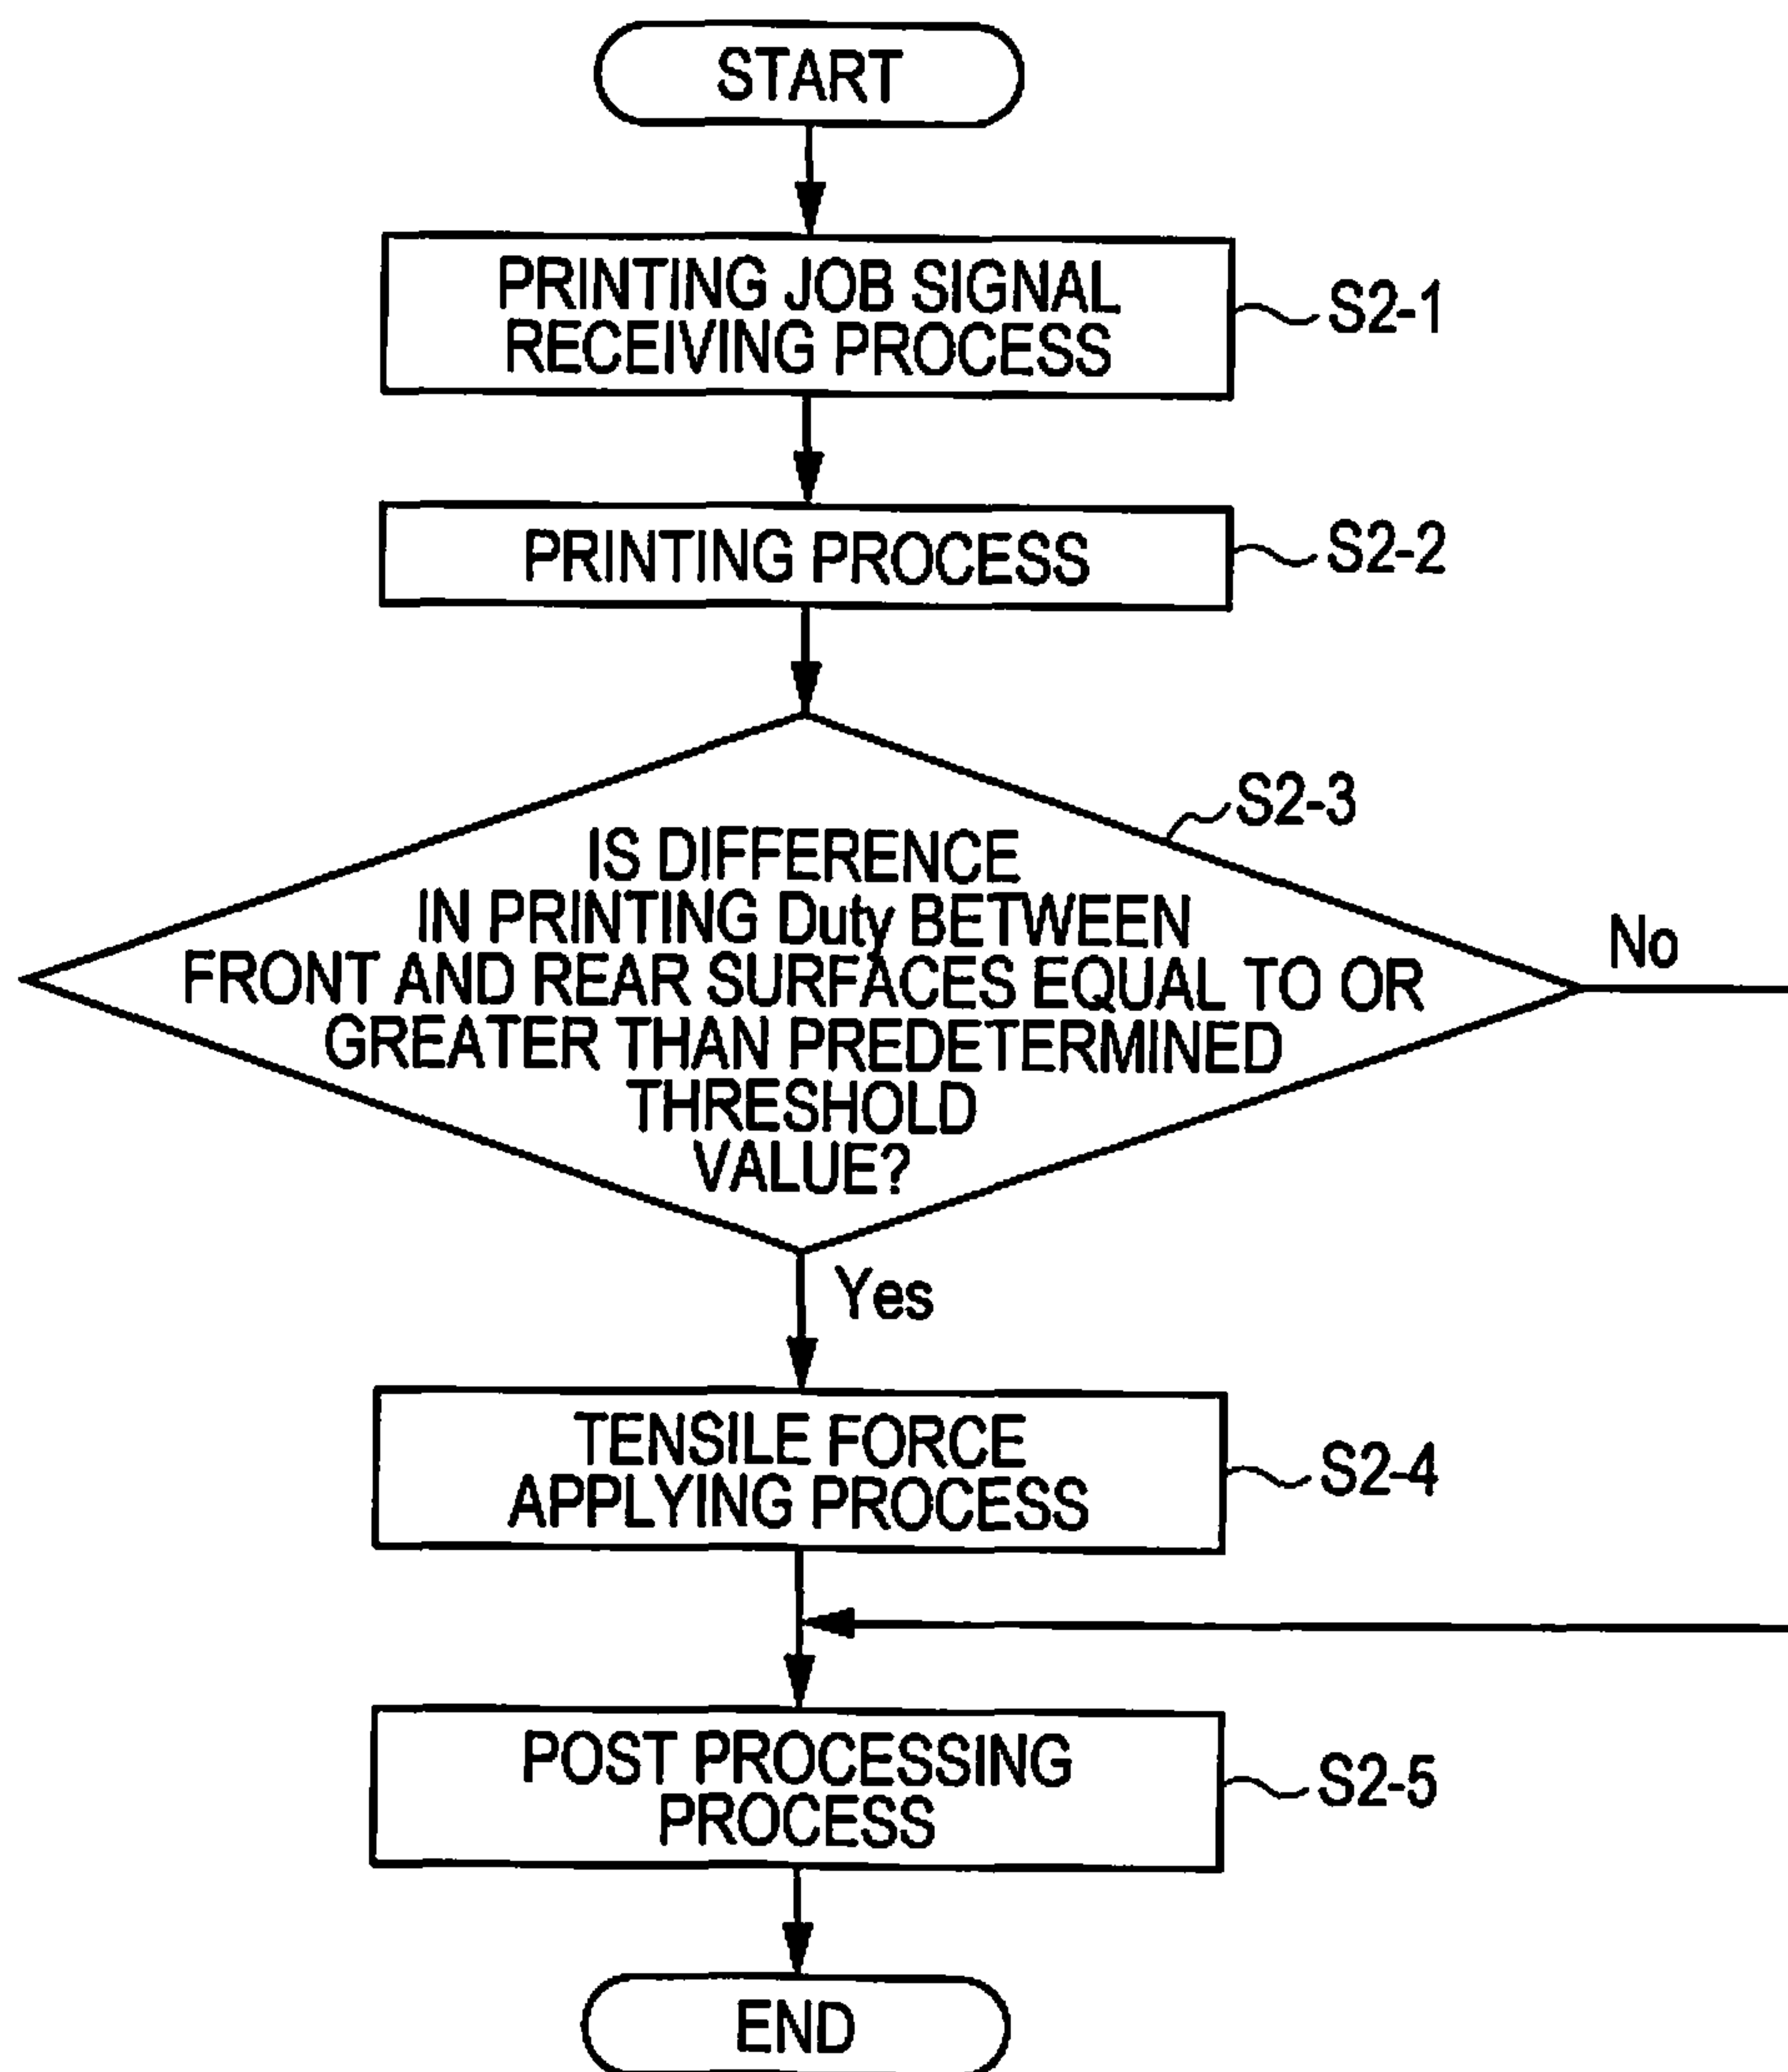 START
PRINTING JOB SIGNAL
RECEIVING PROCESS
S2-1
PRINTING PROCESS
S2-2
S2-3
IS DIFFERENCE
IN PRINTING Duty BETWEEN
FRONT AND REAR SURFACES EQUAL TO OR
GREATER THAN PREDETERMINED
THRESHOLD
VALUE?
No
Yes
TENSILE FORCE
APPLYING PROCESS
S2-4
POST PROCESSING
PROCESS
S2-5
END